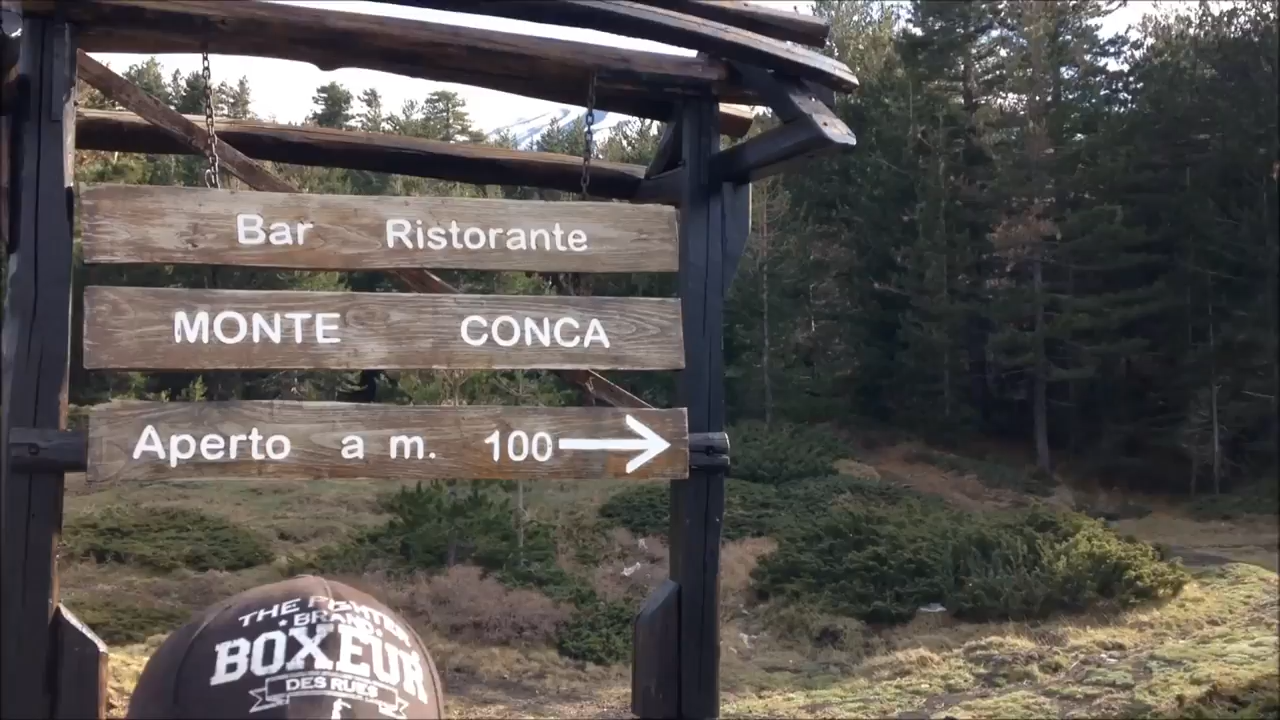 Bar Ristorante
MONTE CONCA
Aperto a m. 100
THE FIGHTER
BRAND
BOXEUR
DES RUES